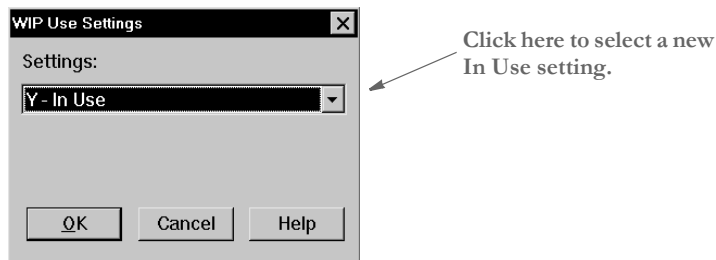 WIP Use Settings
Settings:
Y - In Use
OK
Cancel
Help
Click here to select a new
In Use setting.